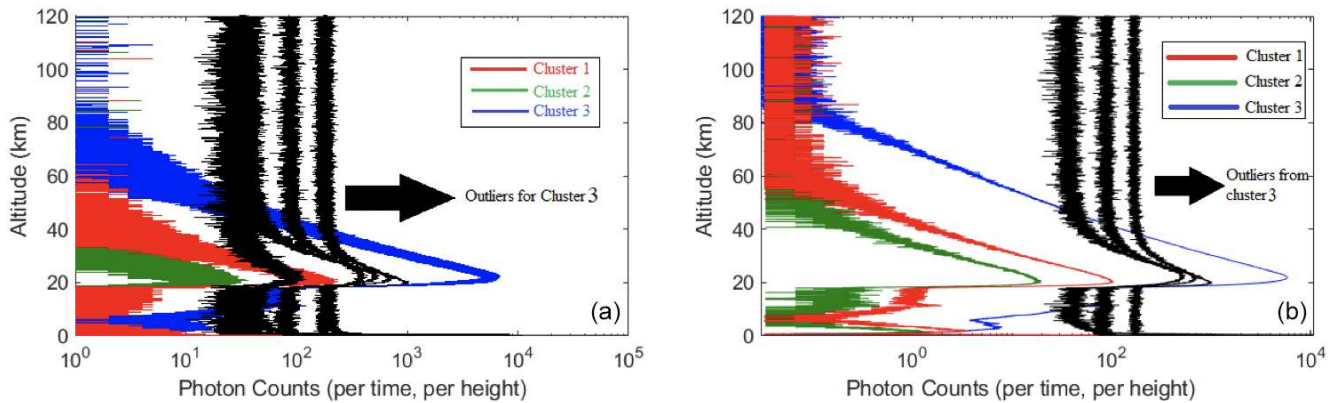 120
100
80
60
40
20
0
Altitude (km)
Cluster 1
Cluster 2
Cluster 3
Outliers for Cluster 3
(a)
10^0 10^1 10^2 10^3 10^4 10^5
Photon Counts (per time, per height)
120
100
80
60
40
20
0
Altitude (km)
Cluster 1
Cluster 2
Cluster 3
Outliers from
cluster3
(b)
10^0 10^2 10^4
Photon Counts (per time, per height)